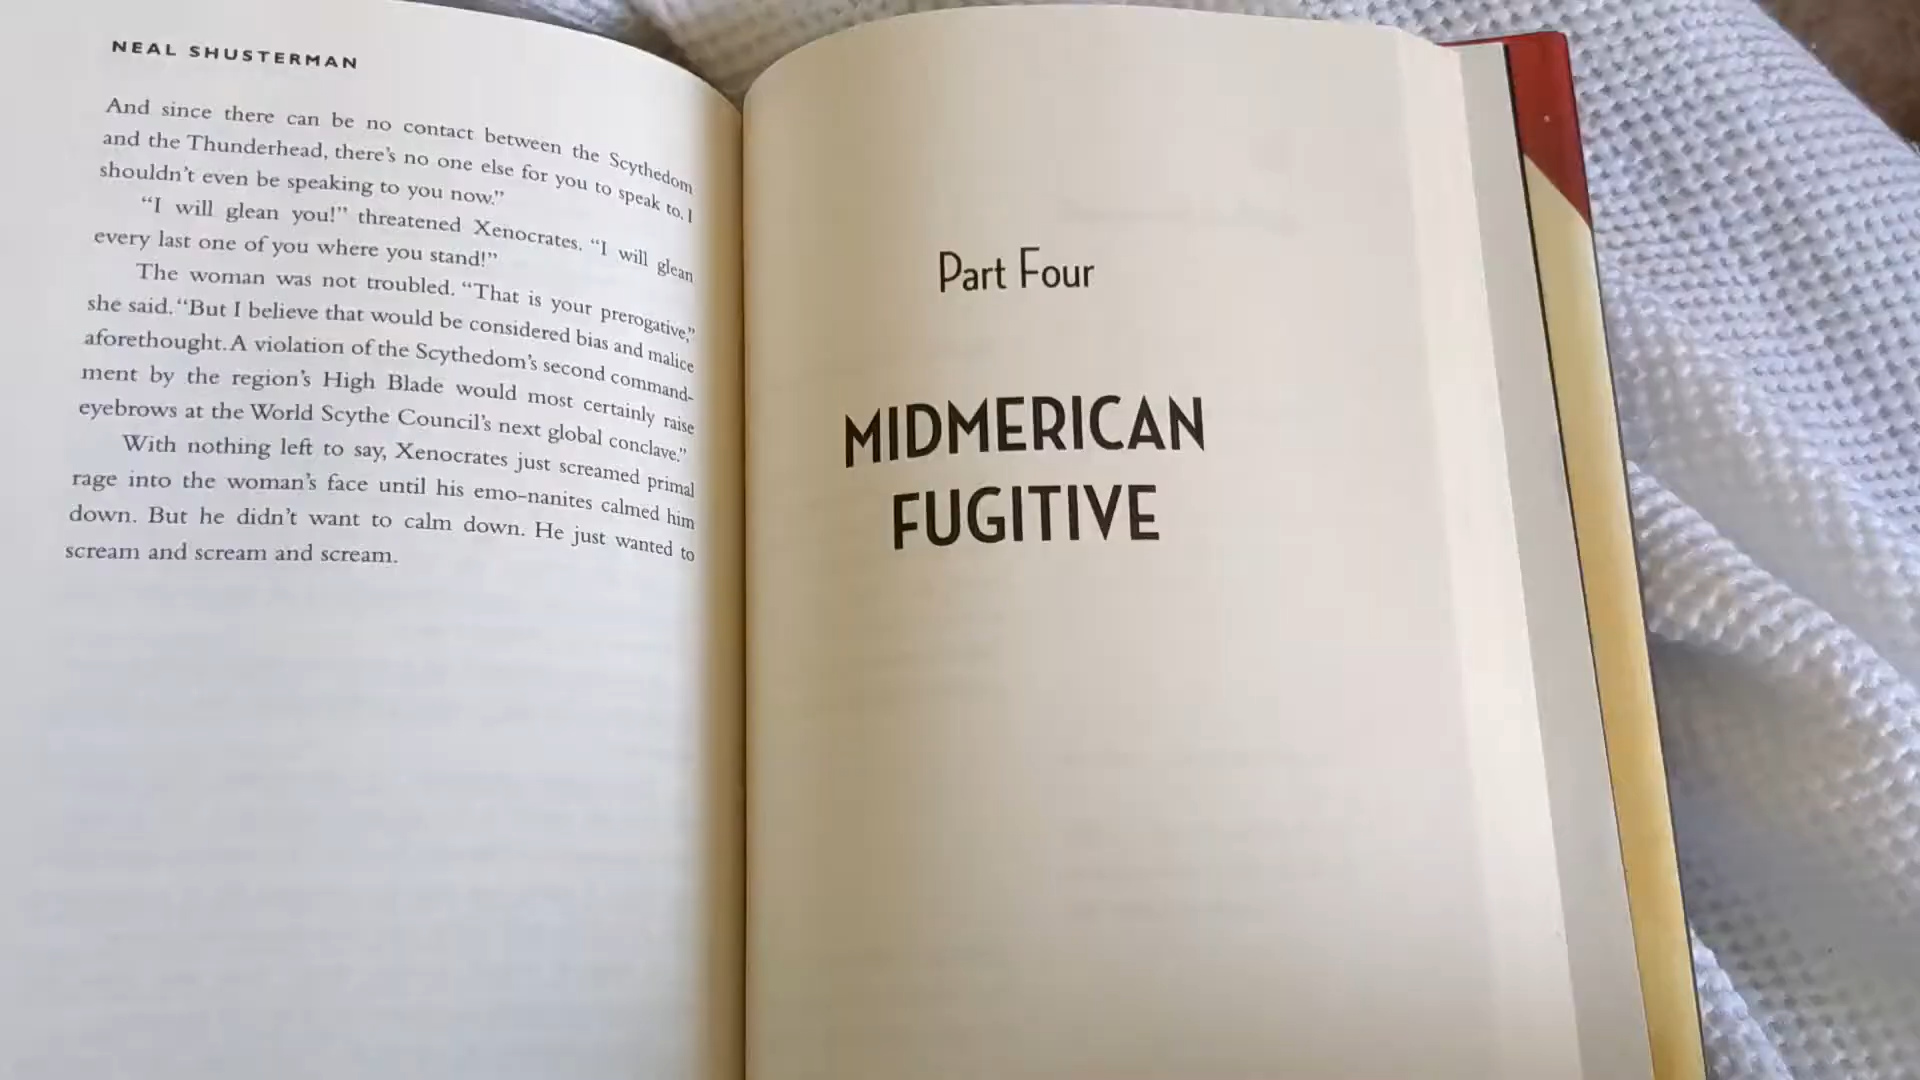 NEAL SHUSTERMAN
And since there can be no contact between the Scythedom
and the Thunderhead, there's no one else for you to speak to. I
shouldn't even be speaking to you now."
"I will glean you!" threatened Xenocrates. "I will glean
every last one of you where you stand!"
The woman was not troubled. "That is your prerogative,"
she said. "But I believe that would be considered bias and malice
aforethought. A violation of the Scythedom's second command-
ment by the region's High Blade would most certainly raise
eyebrows at the World Scythe Council's next global conclave."
With nothing left to say, Xenocrates just screamed primal
rage into the woman's face until his emo-nanites calmed him
down. But he didn't want to calm down. He just wanted to
scream and scream and scream.
Part Four
MIDMERICAN
FUGITIVE